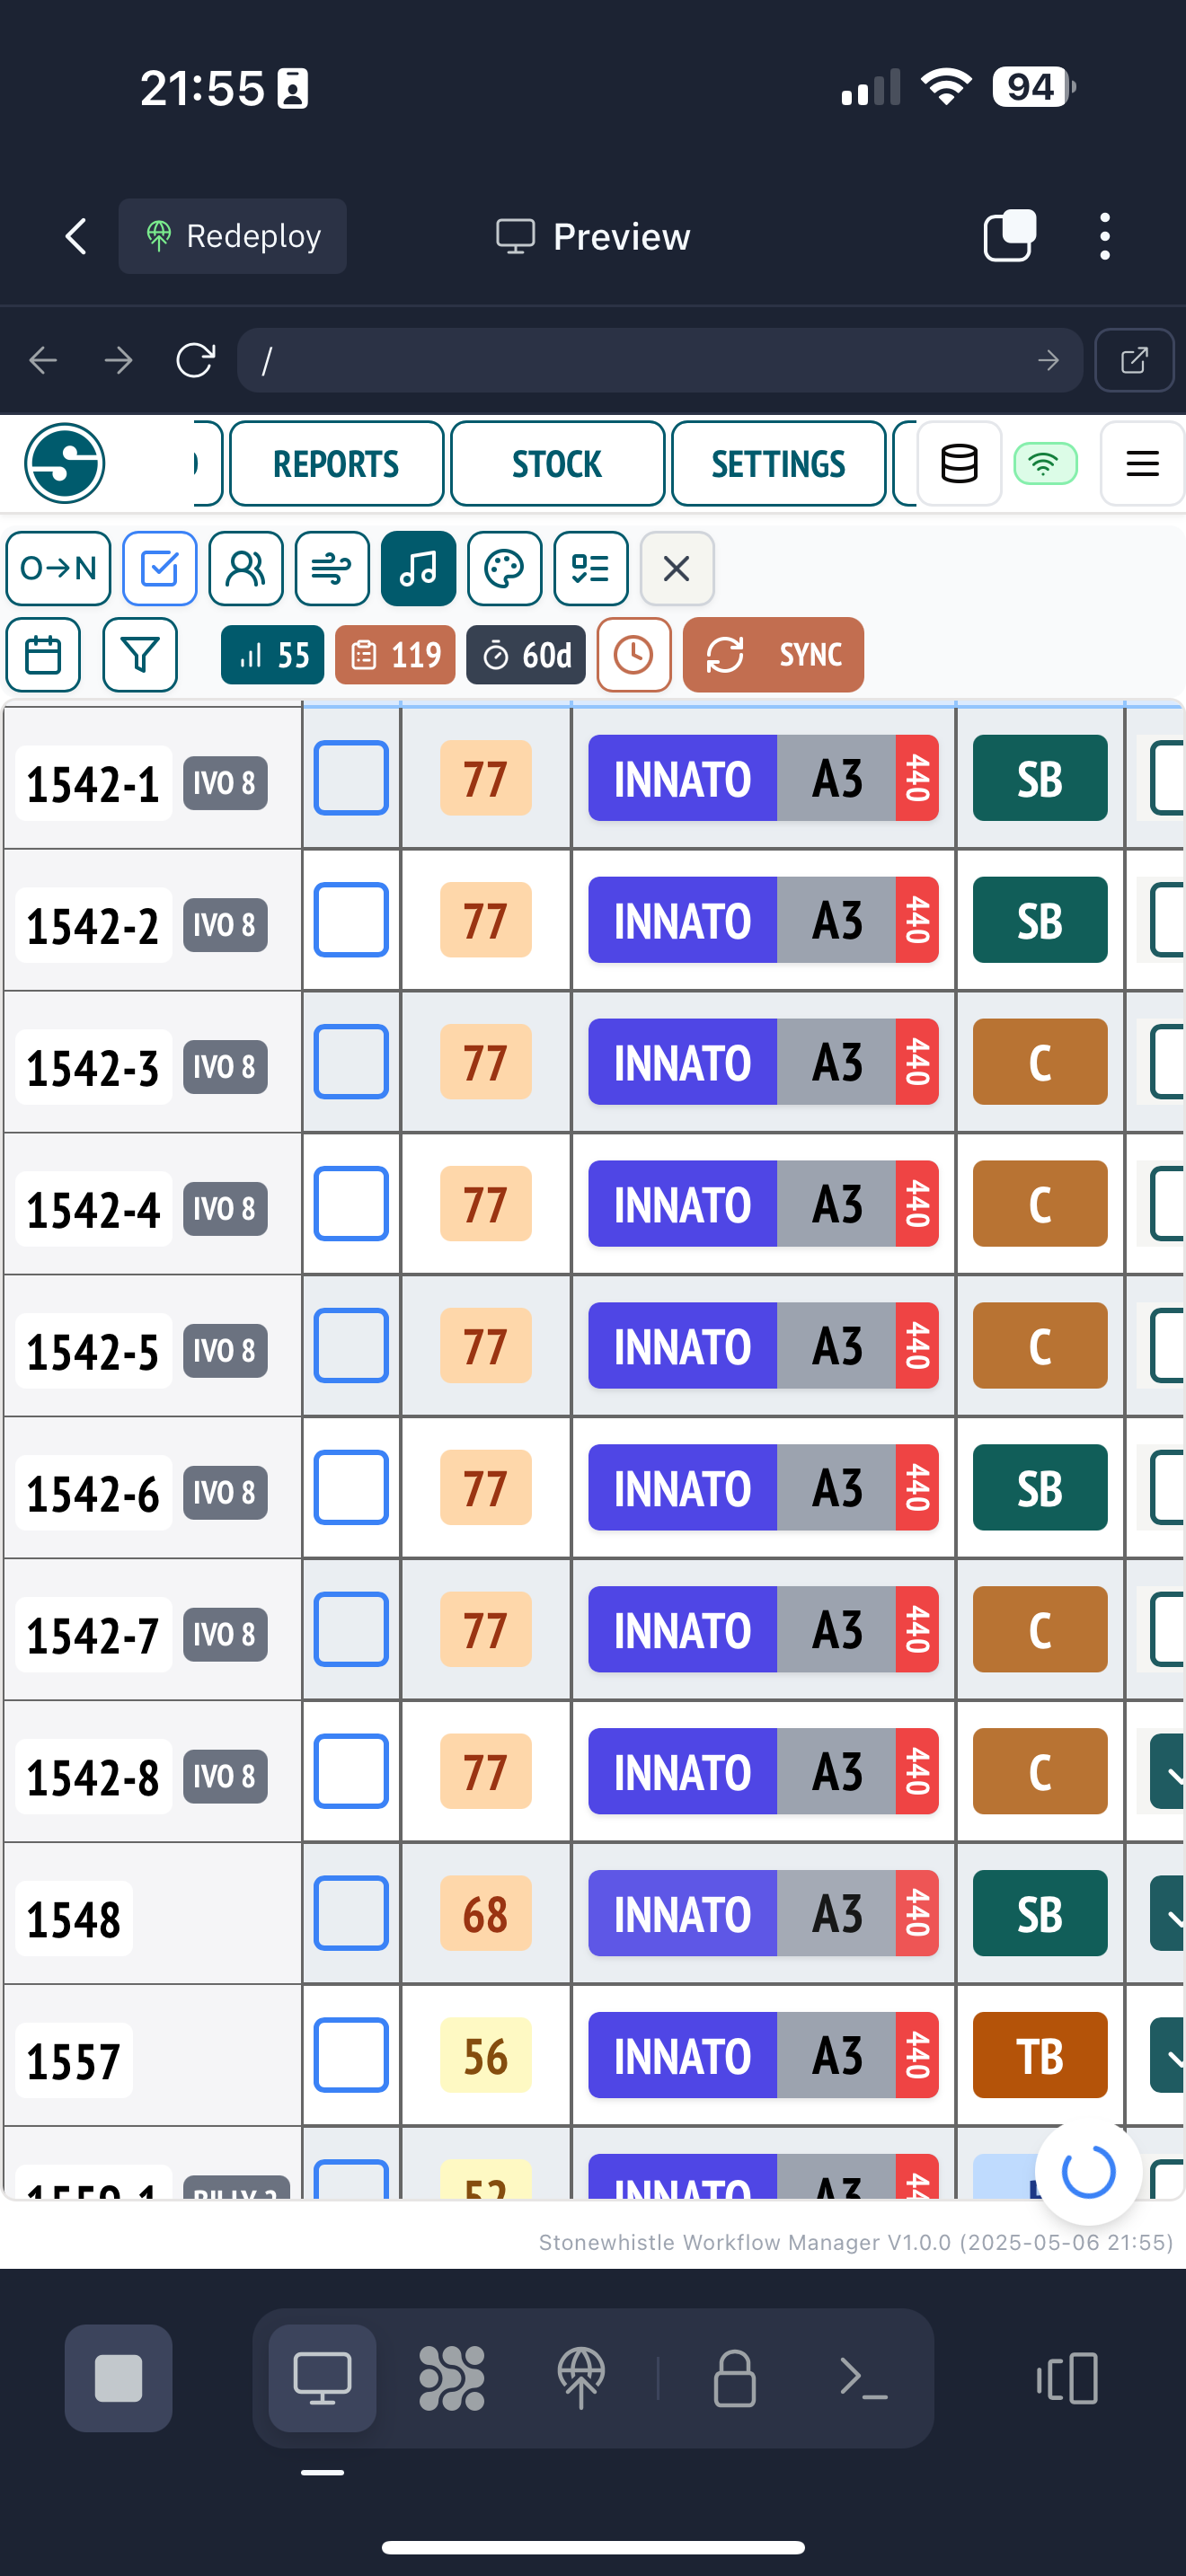 21:55
94
Redeploy
Preview
/
REPORTS
STOCK
SETTINGS
O→N
55
119
60d
SYNC
1542-1 IVO 8 77 INNATO A3 440 SB
1542-2 IVO 8 77 INNATO A3 440 SB
1542-3 IVO 8 77 INNATO A3 440 C
1542-4 IVO 8 77 INNATO A3 440 C
1542-5 IVO 8 77 INNATO A3 440 C
1542-6 IVO 8 77 INNATO A3 440 SB
1542-7 IVO 8 77 INNATO A3 440 C
1542-8 IVO 8 77 INNATO A3 440 C
1548 68 INNATO A3 440 SB
1557 56 INNATO A3 440 TB
52 INNATO A3
Stonewhistle Workflow Manager V1.0.0 (2025-05-06 21:55)